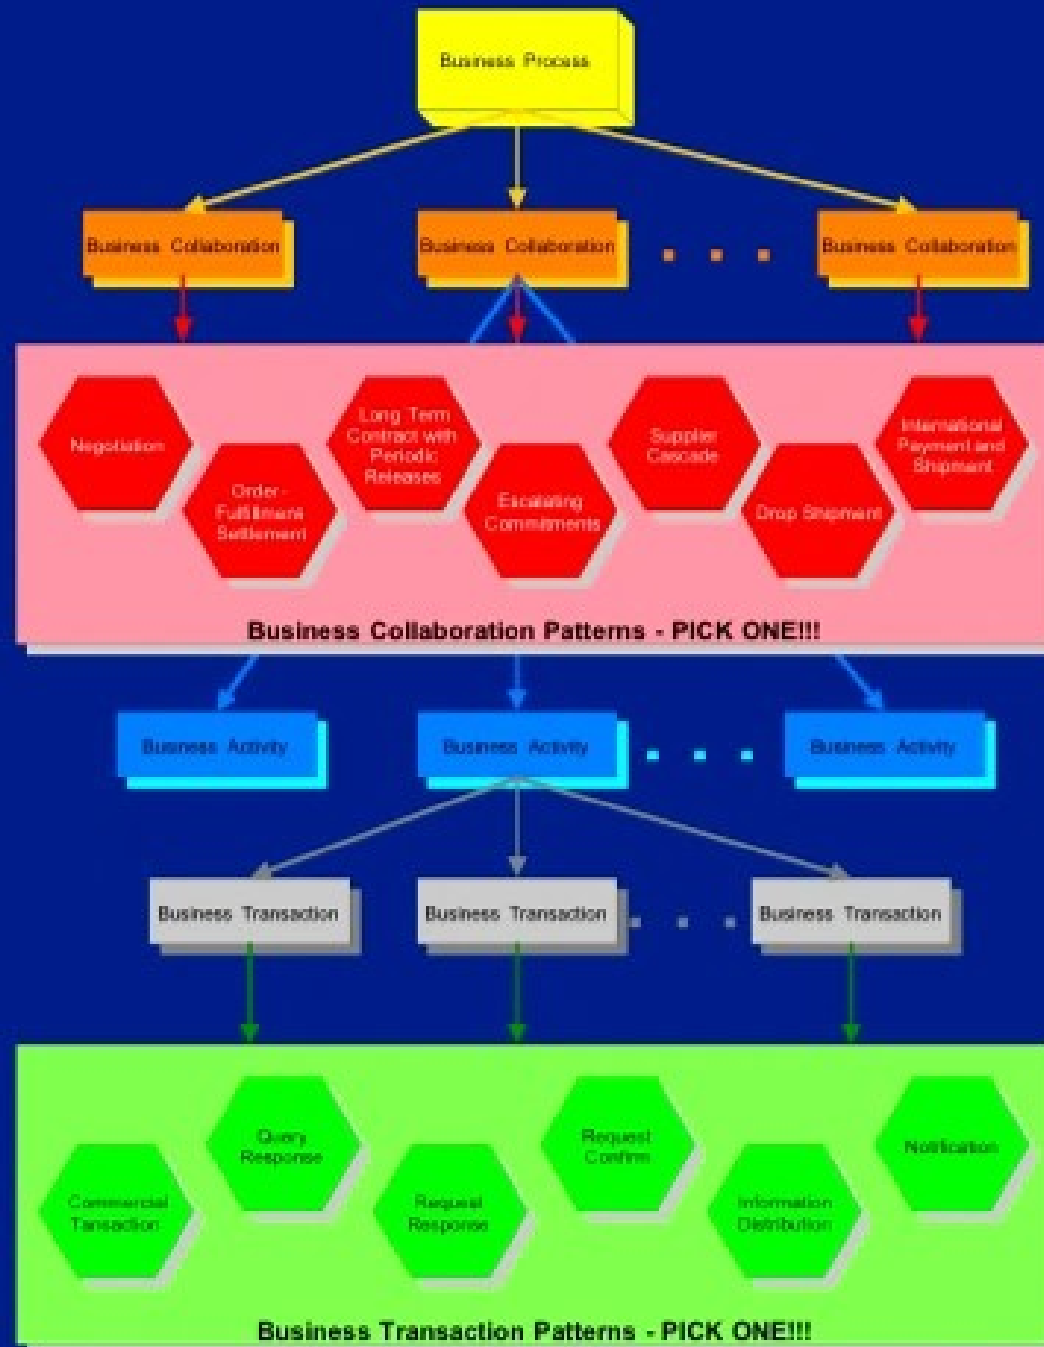 Business Process
Business Collaboration
Business Collaboration
Business Collaboration
Negotiation
Order-
Fulfillment
Settlement
Long Term
Contract with
Periodic
Releases
Escalating
Commitments
Supplier
Cascade
Drop Shipment
International
Payment and
Shipment
Business Collaboration Patterns - PICK ONE!!!
Business Activity
Business Activity
Business Activity
Business Transaction
Business Transaction
Business Transaction
Commercial
Tansaction
Query
Response
Request
Response
Request
Confirm
Information
Distribution
Notification
Business Transaction Patterns - PICK ONE!!!